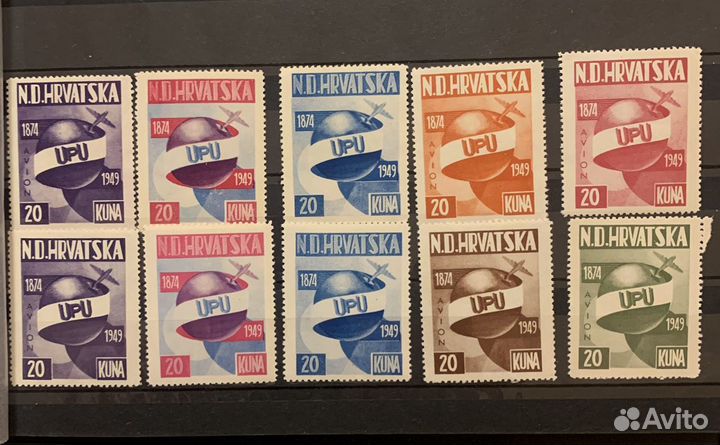 N.D.HRVATSKA
1874
AVION
UPU
1949
20 KUNA
N.D.HRVATSKA
1874
UPU
1949
20 KUNA
N.D.HRVATSKA
1874
UPU
1949
20 KUNA
N.D.HRVATSKA
1874
AVION
UPU
1949
20 KUNA
N.D.HRVATSKA
1874
AVION
UPU
1949
20 KUNA
N.D.HRVATSKA
1874
AVION
UPU
1949
20 KUNA
N.D.HRVATSKA
1874
UPU
1949
20 KUNA
N.D.HRVATSKA
1874
UPU
1949
20 KUNA
N.D.HRVATSKA
1874
AVION
UPU
1949
20 KUNA
N.D.HRVATSKA
1874
AVION
UPU
1949
20 KUNA
Avito